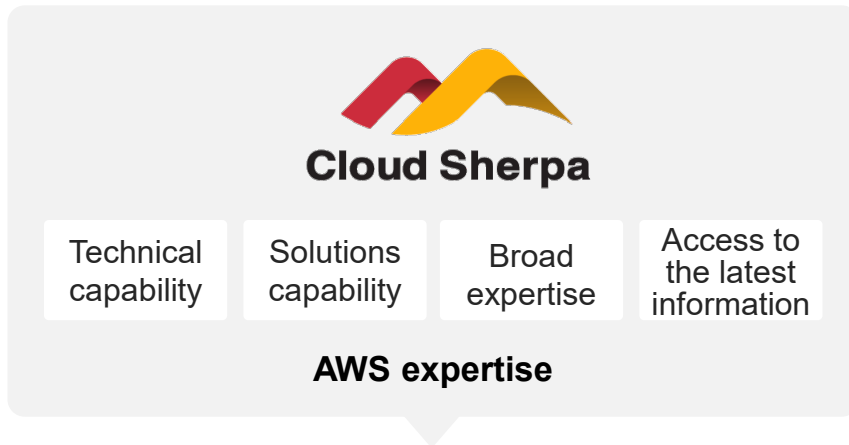 Cloud Sherpa
Technical
capability
Solutions
capability
Broad
expertise
Access to
the latest
information
AWS expertise